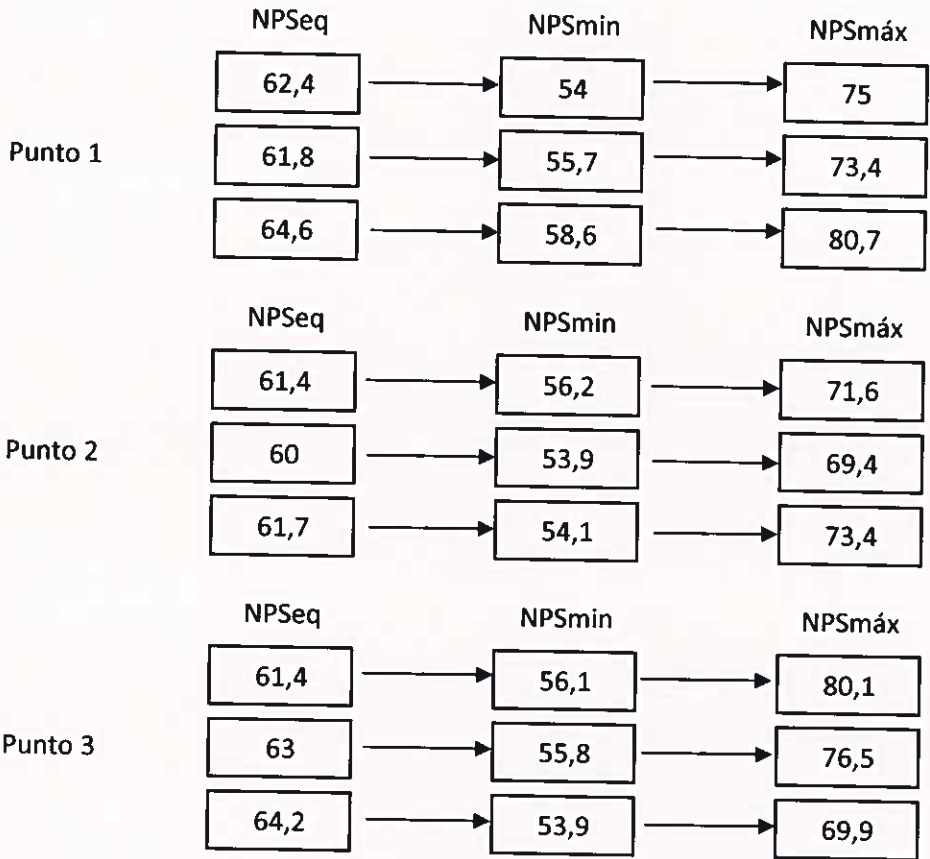 NPSeq NPSmin NPSmáx
62,4 54 75
Punto 1 61,8 55,7 73,4
64,6 58,6 80,7
NPSeq NPSmin NPSmáx
61,4 56,2 71,6
Punto 2 60 53,9 69,4
61,7 54,1 73,4
NPSeq NPSmin NPSmáx
61,4 56,1 80,1
Punto 3 63 55,8 76,5
64,2 53,9 69,9